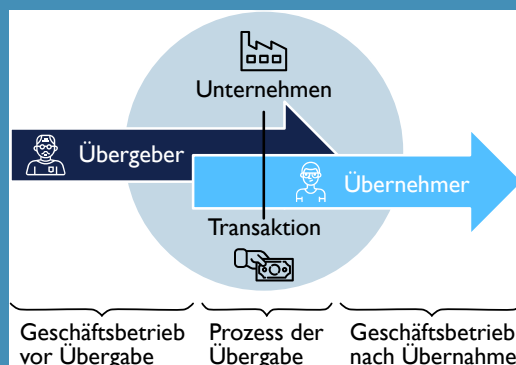 Unternehmen
Übergeber
Übernehmer
Transaktion
Geschäftsbetrieb
vor Übergabe
Prozess der
Übergabe
Geschäftsbetrieb
nach Übernahme